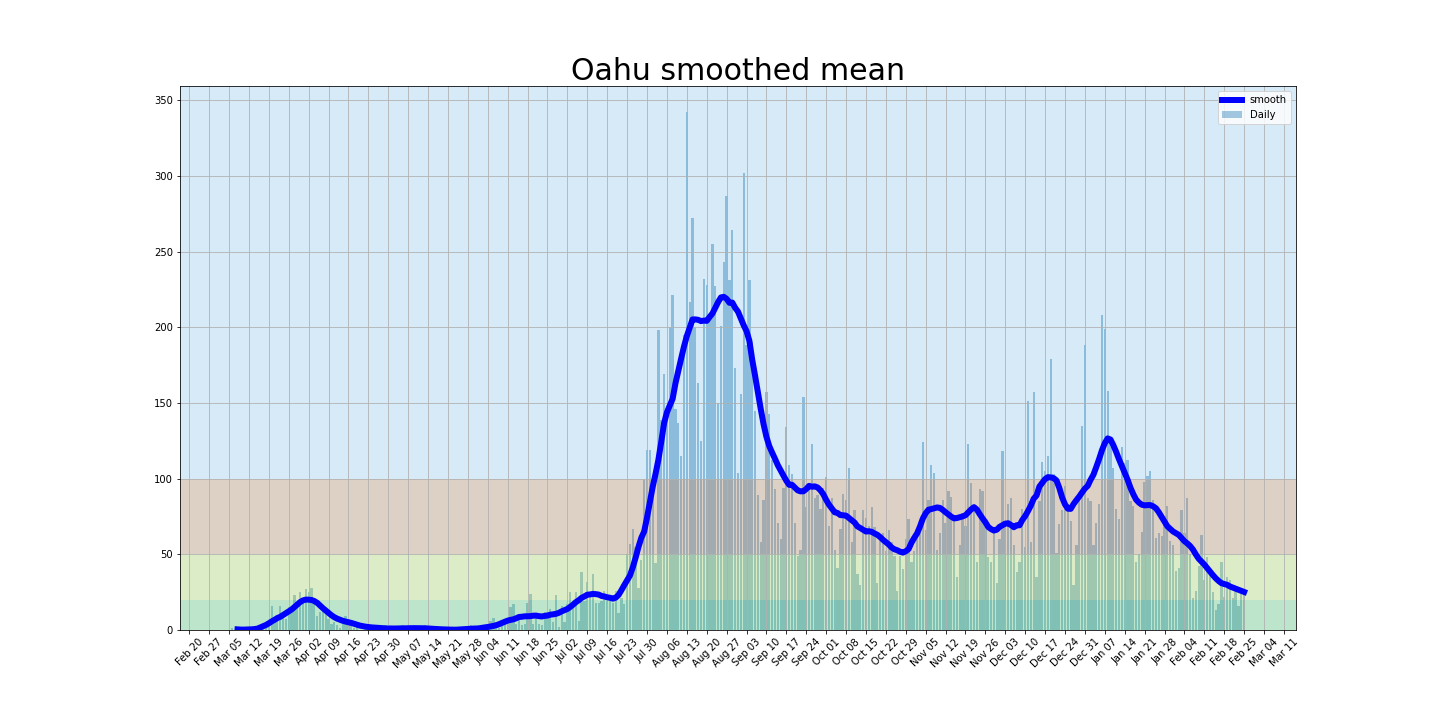 Oahu smoothed mean
smooth
Daily
350
300
250
200
150
100
50
0
Feb 20
Feb 27
Mar 05
Mar 12
Mar 19
Mar 26
Apr 02
Apr 09
Apr 16
Apr 23
Apr 30
May 07
May 14
May 21
May 28
Jun 04
Jun 11
Jun 18
Jun 25
Jul 02
Jul 09
Jul 16
Jul 23
Jul 30
Aug 06
Aug 13
Aug 20
Aug 27
Sep 03
Sep 10
Sep 17
Sep 24
Oct 01
Oct 08
Oct 15
Oct 22
Oct 29
Nov 05
Nov 12
Nov 19
Nov 26
Dec 03
Dec 10
Dec 17
Dec 24
Dec 31
Jan 07
Jan 14
Jan 21
Jan 28
Feb 04
Feb 11
Feb 18
Feb 25
Mar 04
Mar 11